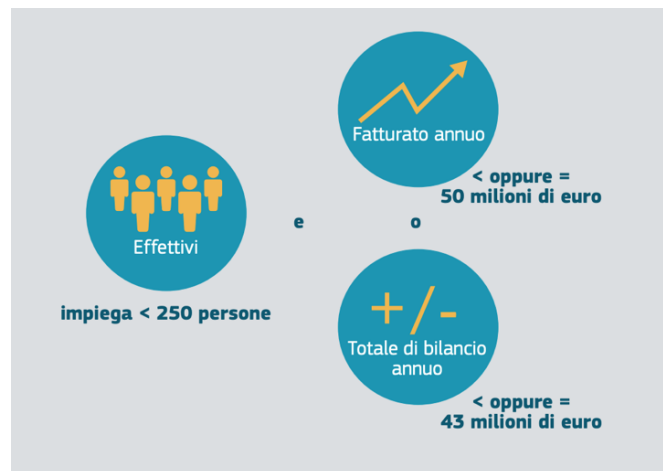 Effettivi
impiega < 250 persone
e
Fatturato annuo
< oppure =
50 milioni di euro
o
+/-
Totale di bilancio
annuo
< oppure =
43 milioni di euro